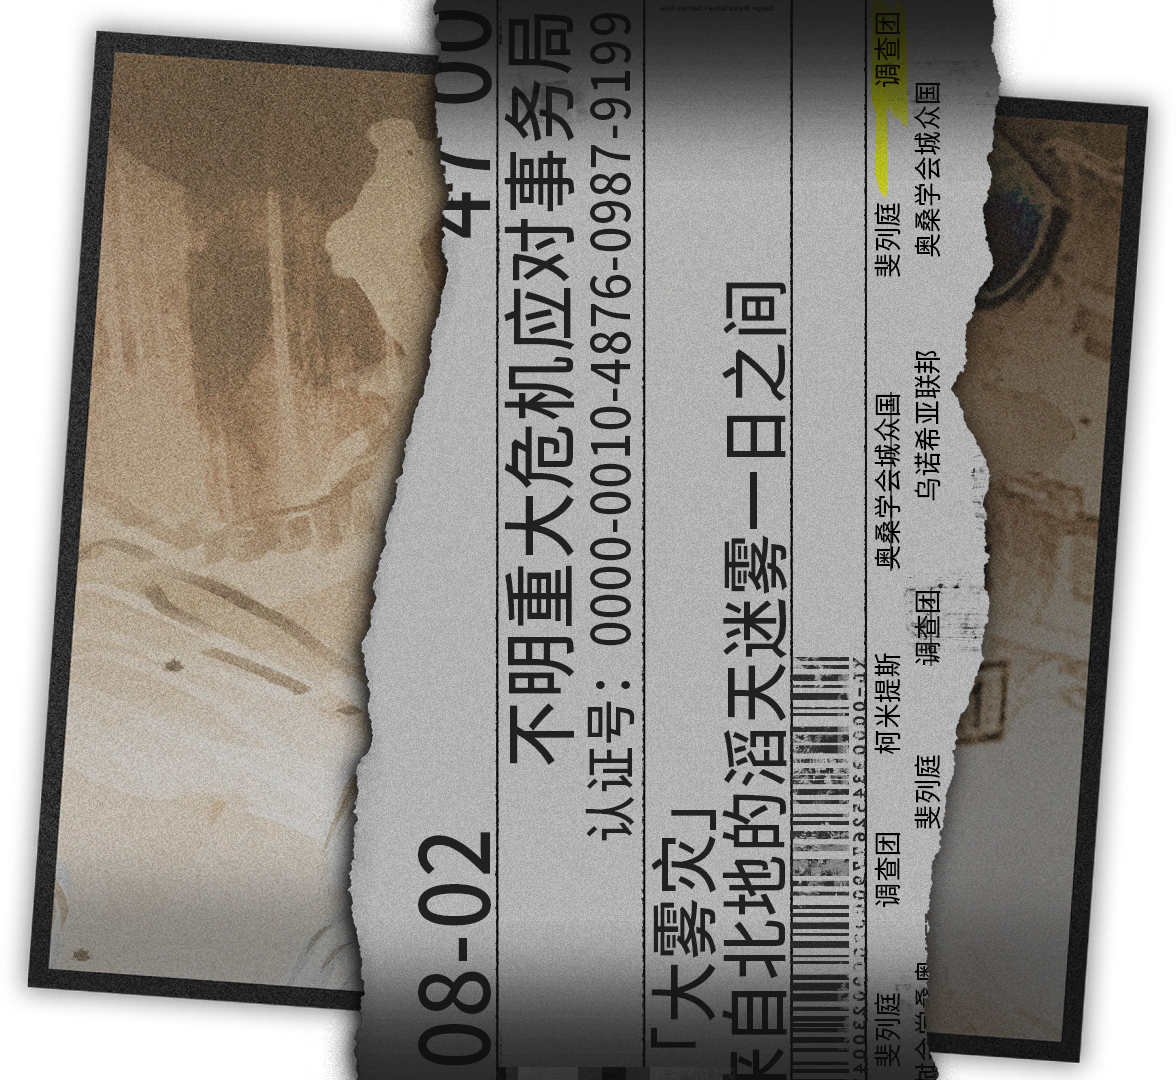 08-02
47 00
不明重大危机应对事务局
认证号：0000-0010-4876-0987-9199
「大雾灾」
来自北地的滔天迷雾一日之间
斐列庭 调查团 柯米提斯 奥桑学会城众国 斐列庭 调查团
斐列庭 调查团 乌诺希亚联邦 奥桑学会城众国